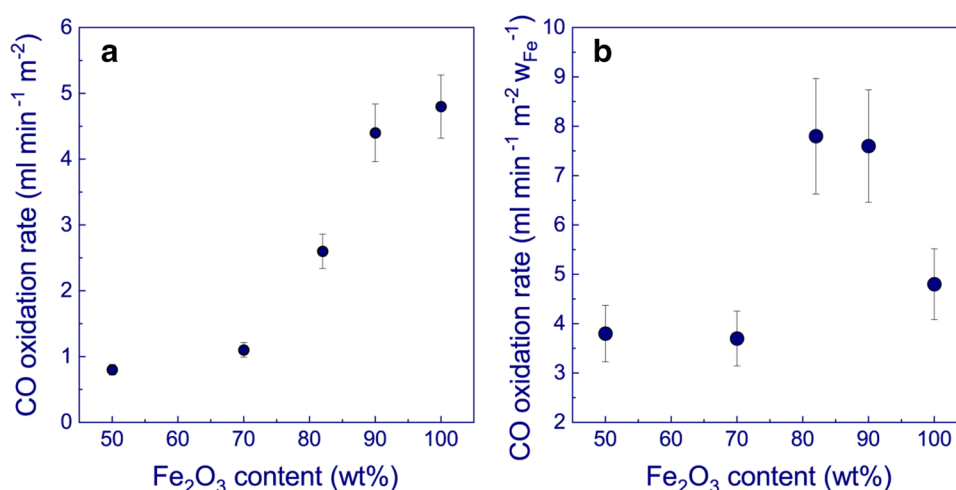 a
CO oxidation rate (ml min⁻¹ m⁻²)
6
5
4
3
2
1
0
50 60 70 80 90 100
Fe₂O₃ content (wt%)
b
CO oxidation rate (ml min⁻¹ m⁻² w_Fe⁻¹)
10
9
8
7
6
5
4
3
2
50 60 70 80 90 100
Fe₂O₃ content (wt%)